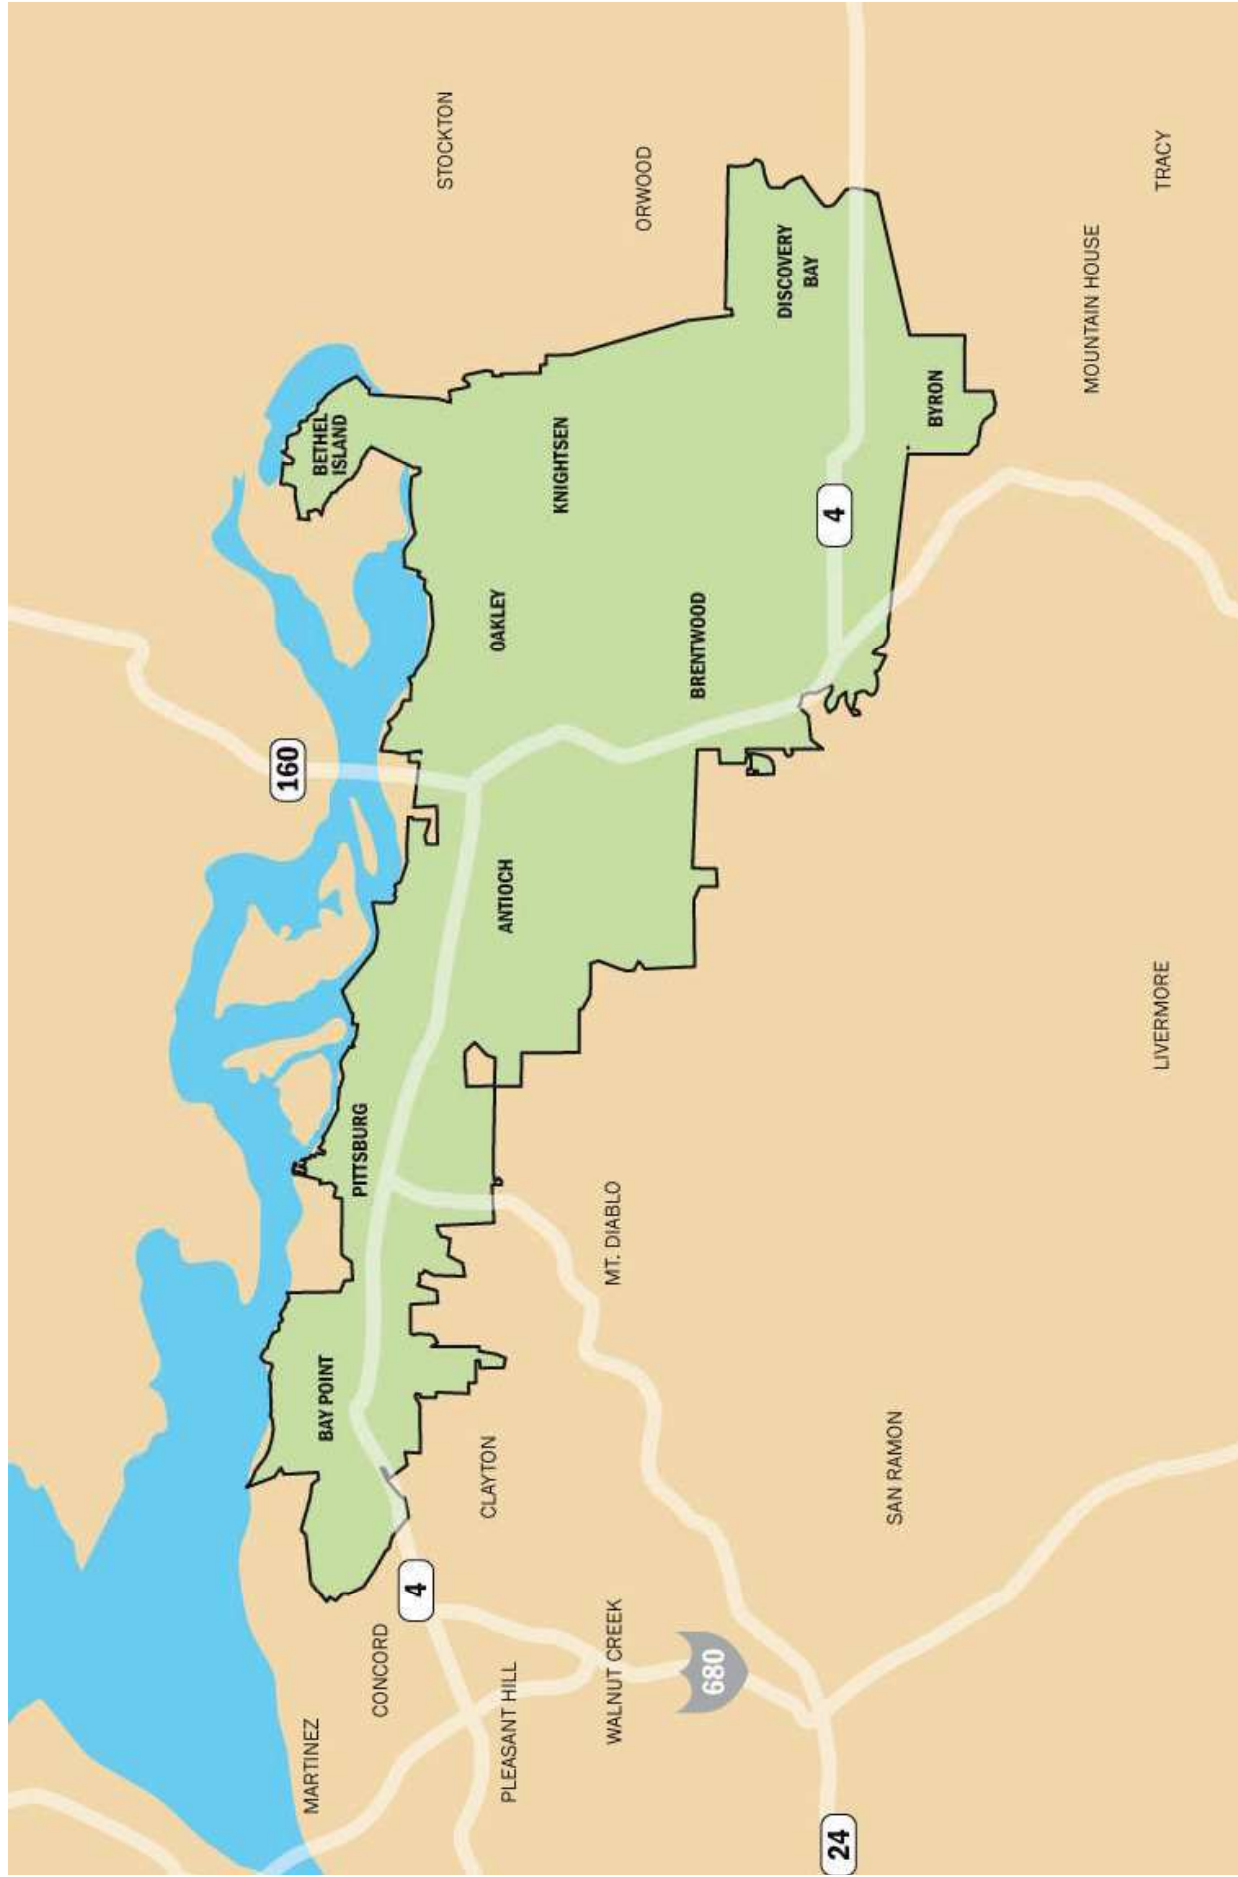 160
BETHEL
ISLAND
STOCKTON
MARTINEZ
BAY POINT
PITTSBURG
CONCORD
4
CLAYTON
ANTIOCH
OAKLEY
KNIGHTSEN
PLEASANT HILL
ORWOOD
WALNUT CREEK
MT. DIABLO
BRENTWOOD
680
DISCOVERY
BAY
4
24
SAN RAMON
BYRON
MOUNTAIN HOUSE
LIVERMORE
TRACY